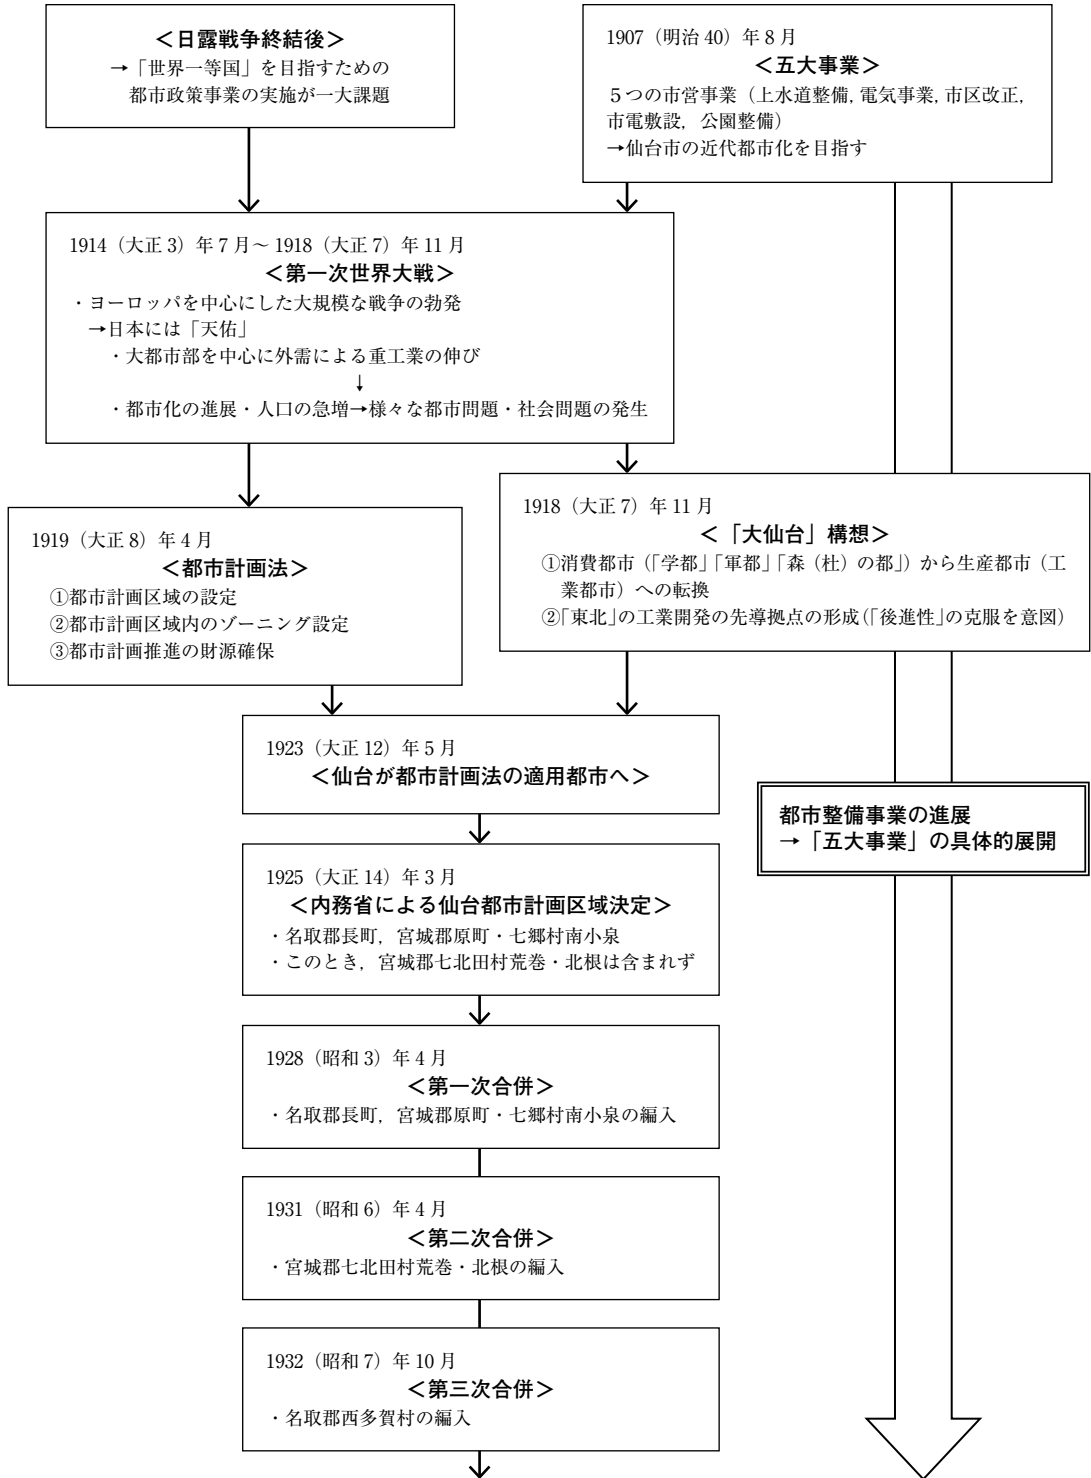 <日露戦争終結後>
→「世界一等国」を目指すための
都市政策事業の実施が一大課題
1907（明治 40）年 8 月
<五大事業>
５つの市営事業（上水道整備, 電気事業, 市区改正,
市電敷設，公園整備）
→仙台市の近代都市化を目指す
1914（大正 3）年 7 月～ 1918（大正 7）年 11 月
<第一次世界大戦>
・ヨーロッパを中心にした大規模な戦争の勃発
→日本には「天佑」
・大都市部を中心に外需による重工業の伸び
↓
・都市化の進展・人口の急増→様々な都市問題・社会問題の発生
1919（大正 8）年 4 月
<都市計画法>
①都市計画区域の設定
②都市計画区域内のゾーニング設定
③都市計画推進の財源確保
1918（大正 7）年 11 月
<「大仙台」構想>
①消費都市（「学都」「軍都」「森（杜）の都」）から生産都市（工
業都市）への転換
②「東北」の工業開発の先導拠点の形成（「後進性」の克服を意図）
1923（大正 12）年 5 月
<仙台が都市計画法の適用都市へ>
都市整備事業の進展
→「五大事業」の具体的展開
1925（大正 14）年 3 月
<内務省による仙台都市計画区域決定>
・名取郡長町，宮城郡原町・七郷村南小泉
・このとき，宮城郡七北田村荒巻・北根は含まれず
1928（昭和 3）年 4 月
<第一次合併>
・名取郡長町，宮城郡原町・七郷村南小泉の編入
1931（昭和 6）年 4 月
<第二次合併>
・宮城郡七北田村荒巻・北根の編入
1932（昭和 7）年 10 月
<第三次合併>
・名取郡西多賀村の編入